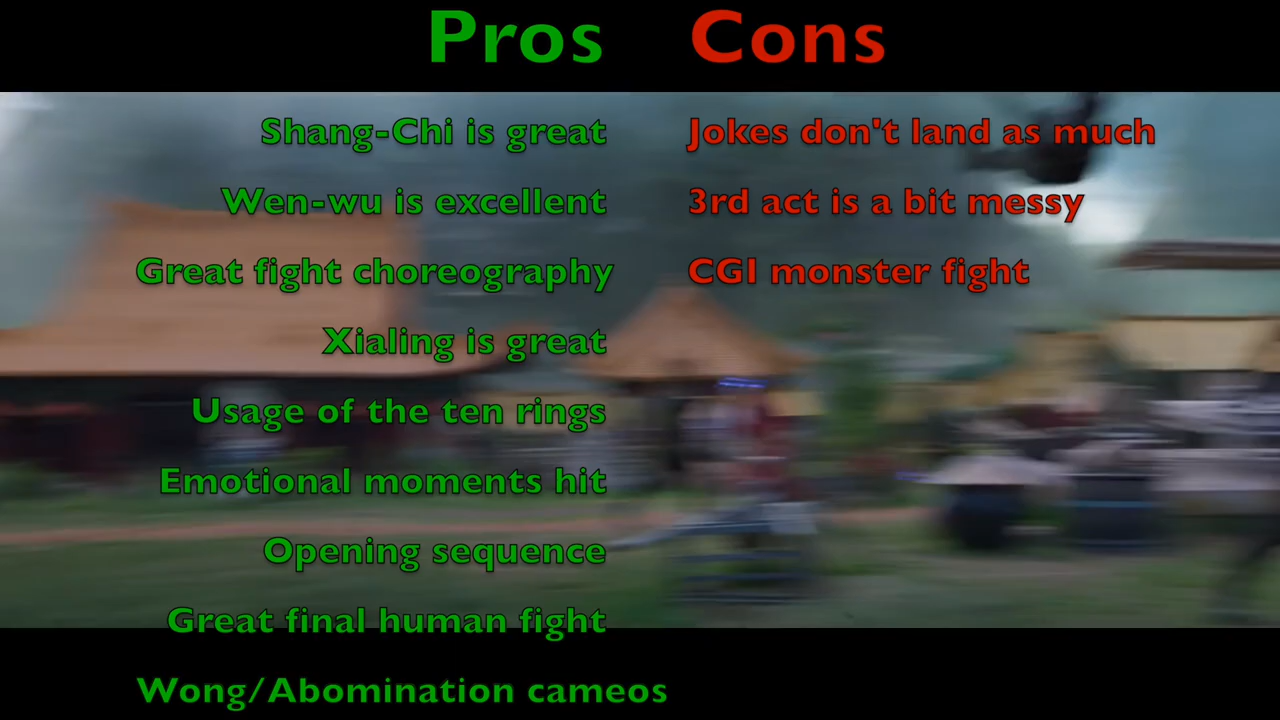 Pros
Cons
Shang-Chi is great
Wen-wu is excellent
Great fight choreography
Xialing is great
Usage of the ten rings
Emotional moments hit
Opening sequence
Great final human fight
Wong/Abomination cameos
Jokes don't land as much
3rd act is a bit messy
CGI monster fight